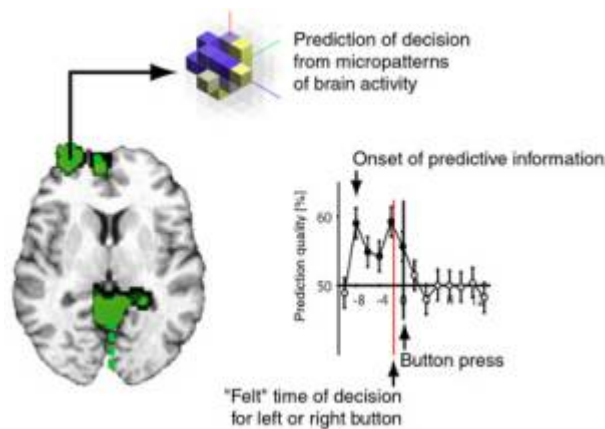 Prediction of decision
from micropatterns
of brain activity
Onset of predictive information
Prediction quality [%]
60
50
-8 -4 0
Button press
"Felt" time of decision
for left or right button